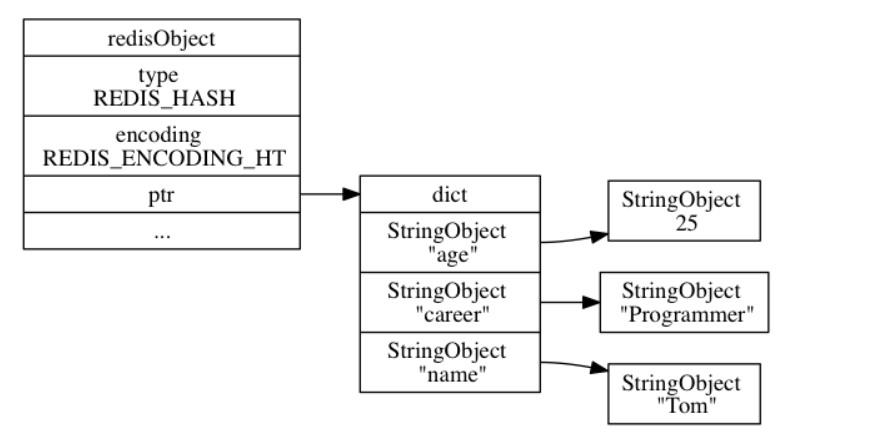 redisObject
type
REDIS_HASH
encoding
REDIS_ENCODING_HT
ptr
...
dict
StringObject
"age"
StringObject
"career"
StringObject
"name"
StringObject
25
StringObject
"Programmer"
StringObject
"Tom"